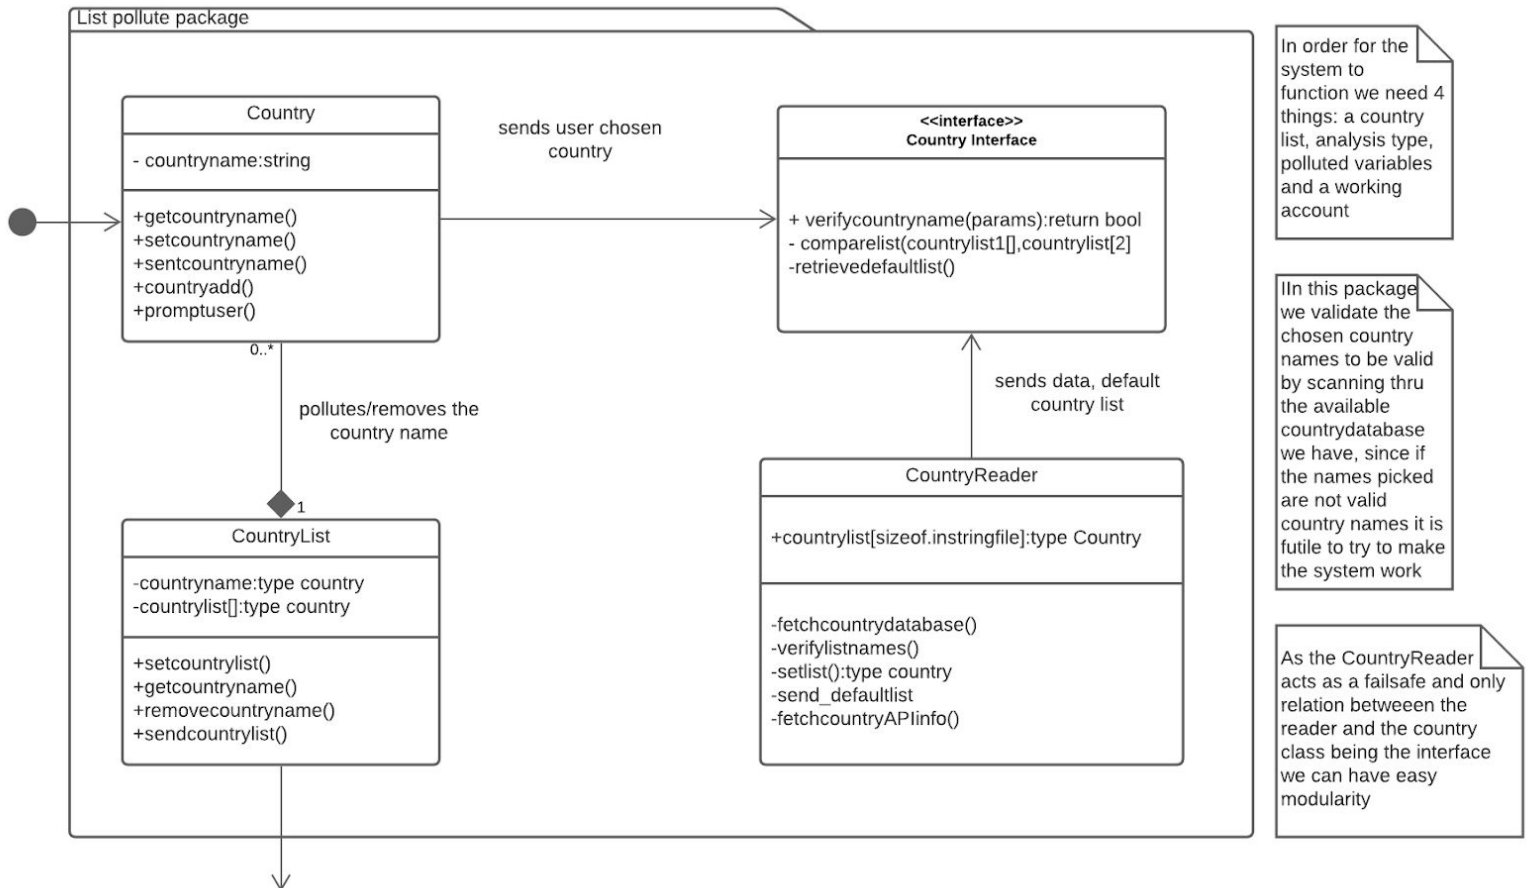 List pollute package
Country
- countryname:string
+getcountryname()
+setcountryname()
+sentcountryname()
+countryadd()
+promptuser()
sends user chosen
country
<<interface>>
Country Interface
+ verifycountryname(params):return bool
- comparelist(countrylist1[],countrylist[2]
-retrievedefaultlist()
0..*
pollutes/removes the
country name
1
sends data, default
country list
CountryList
-countryname:type country
-countrylist[]:type country
+setcountrylist()
+getcountryname()
+removecountryname()
+sendcountrylist()
CountryReader
+countrylist[sizeof.instringfile]:type Country
-fetchcountrydatabase()
-verifylistnames()
-setlist():type country
-send_defaultlist
-fetchcountryAPIinfo()
In order for the
system to
function we need 4
things: a country
list, analysis type,
polluted variables
and a working
account
IIn this package
we validate the
chosen country
names to be valid
by scanning thru
the available
countrydatabase
we have, since if
the names picked
are not valid
country names it is
futile to try to make
the system work
As the CountryReader
acts as a failsafe and only
relation betweeen the
reader and the country
class being the interface
we can have easy
modularity